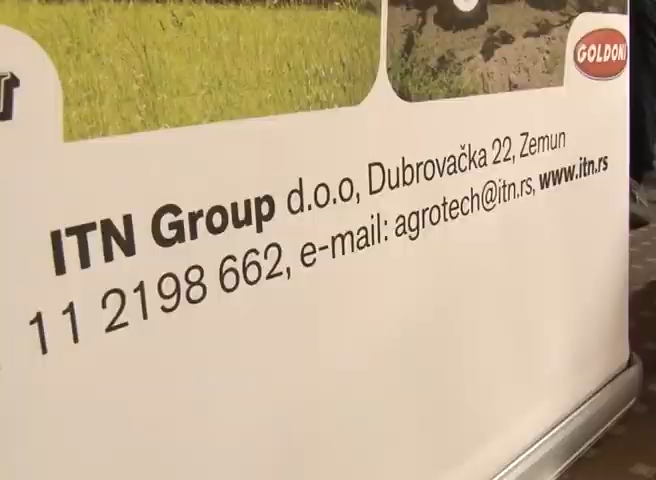 GOLDONI
ITN Group d.o.o, Dubrovačka 22, Zemun
11 2198 662, e-mail: agrotech@itn.rs, www.itn.rs